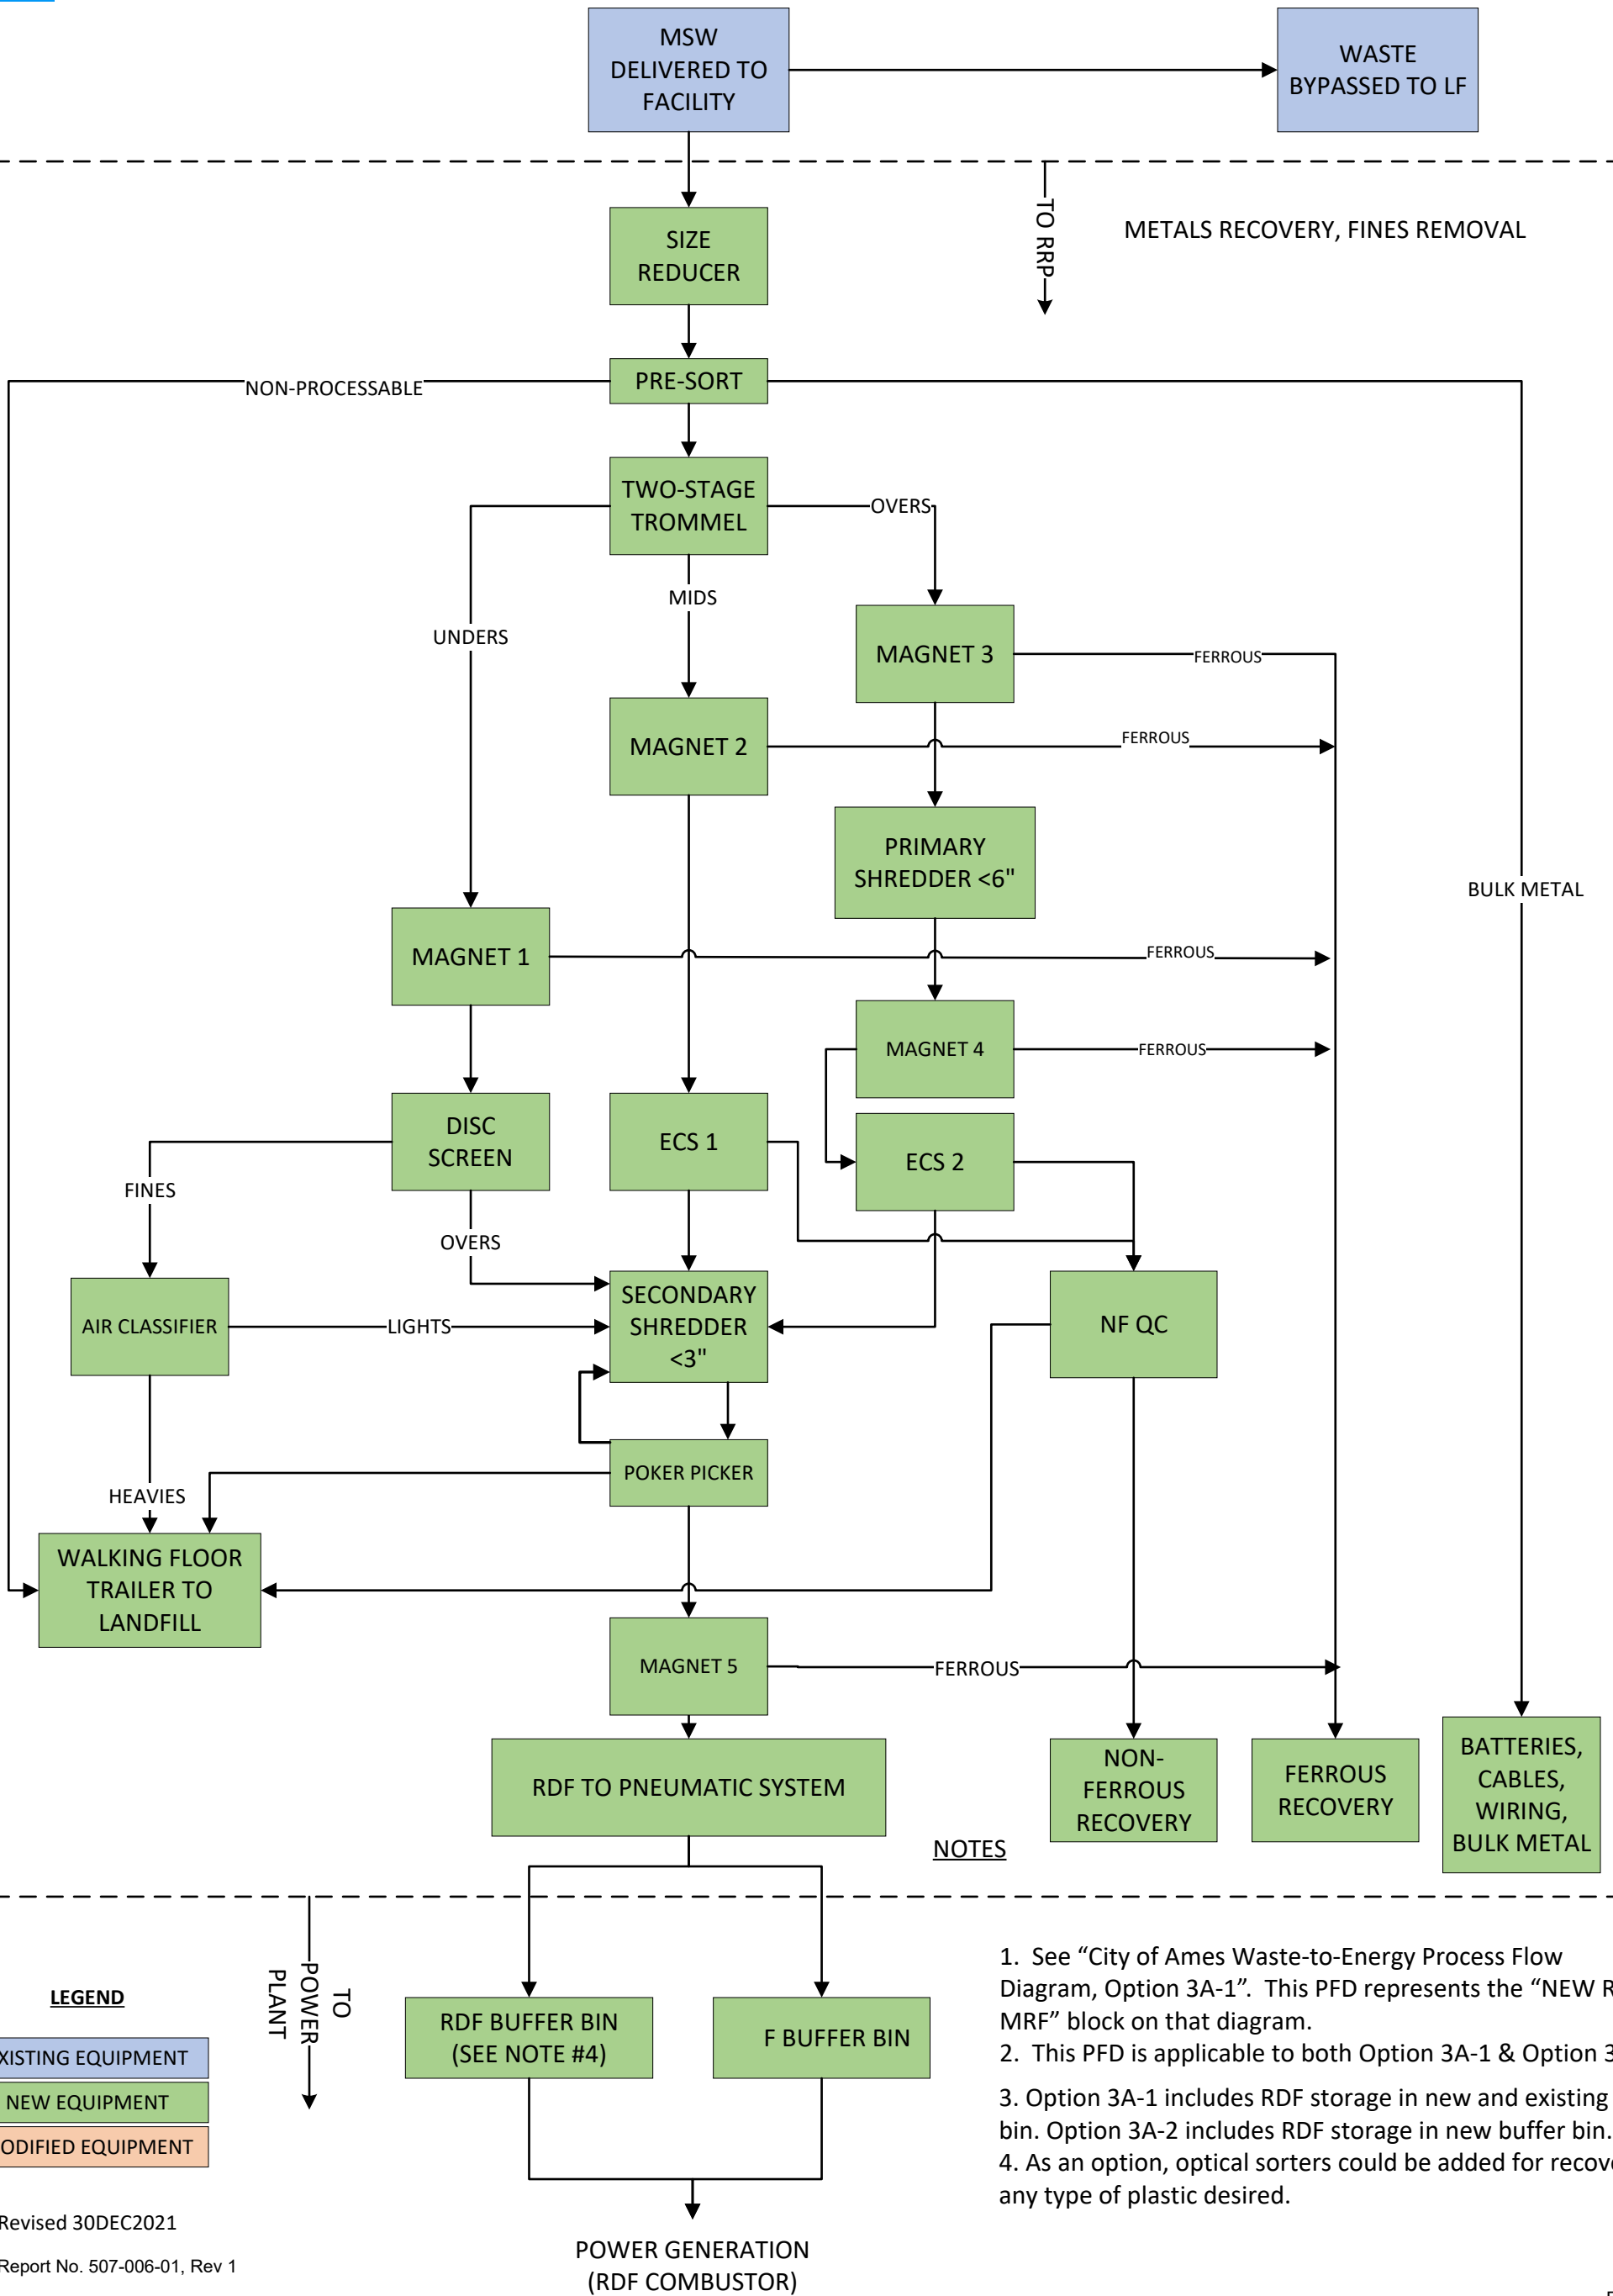 MSW
DELIVERED TO
FACILITY
WASTE
BYPASSED TO LF
TO RRP
METALS RECOVERY, FINES REMOVAL
SIZE
REDUCER
PRE-SORT
NON-PROCESSABLE
TWO-STAGE
TROMMEL
OVERS
MIDS
UNDERS
MAGNET 3
FERROUS
MAGNET 2
FERROUS
PRIMARY
SHREDDER <6"
BULK METAL
MAGNET 1
FERROUS
MAGNET 4
FERROUS
DISC
SCREEN
ECS 1
ECS 2
FINES
OVERS
AIR CLASSIFIER
LIGHTS
SECONDARY
SHREDDER
<3"
NF QC
POKER PICKER
HEAVIES
WALKING FLOOR
TRAILER TO
LANDFILL
MAGNET 5
FERROUS
RDF TO PNEUMATIC SYSTEM
NON-
FERROUS
RECOVERY
FERROUS
RECOVERY
BATTERIES,
CABLES,
WIRING,
BULK METAL
NOTES
TO
POWER
PLANT
LEGEND
XISTING EQUIPMENT
NEW EQUIPMENT
ODIFIED EQUIPMENT
RDF BUFFER BIN
(SEE NOTE #4)
F BUFFER BIN
1. See “City of Ames Waste-to-Energy Process Flow
Diagram, Option 3A-1”. This PFD represents the “NEW R
MRF” block on that diagram.
2. This PFD is applicable to both Option 3A-1 & Option 3
3. Option 3A-1 includes RDF storage in new and existing
bin. Option 3A-2 includes RDF storage in new buffer bin.
4. As an option, optical sorters could be added for recov
any type of plastic desired.
Revised 30DEC2021
Report No. 507-006-01, Rev 1
POWER GENERATION
(RDF COMBUSTOR)